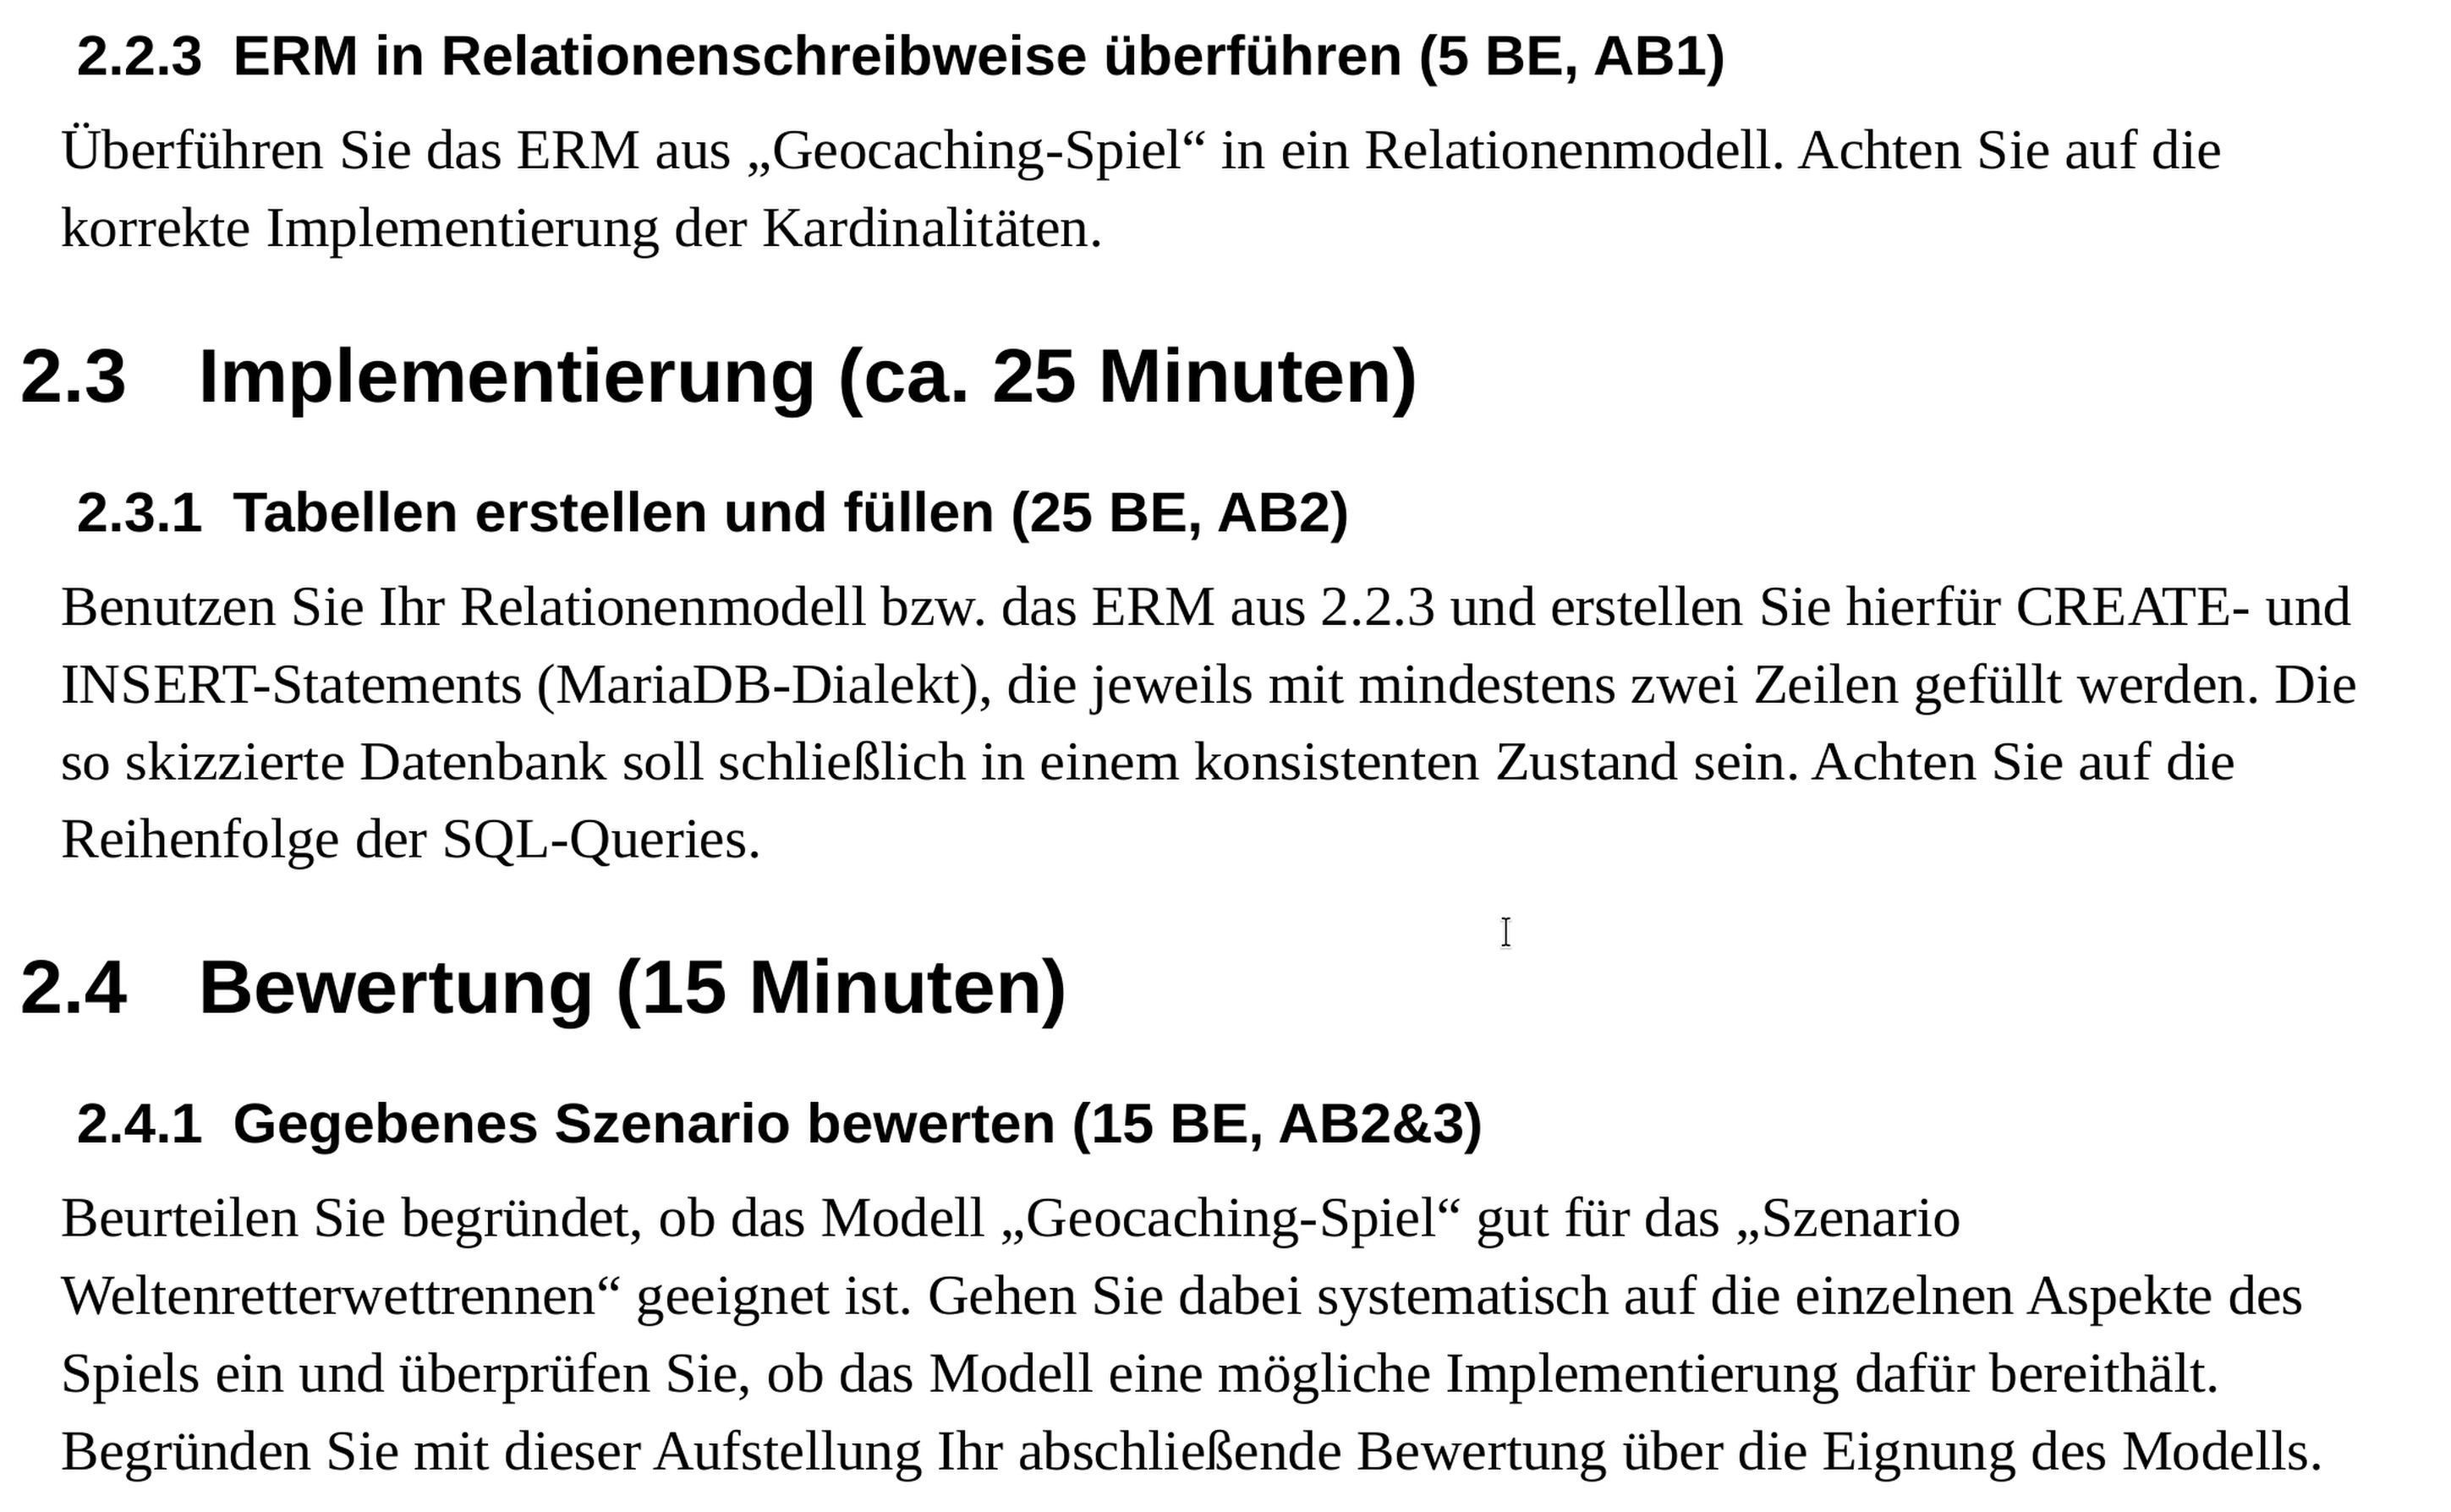 2.2.3 ERM in Relationenschreibweise überführen (5 BE, AB1)
Überführen Sie das ERM aus „Geocaching-Spiel“ in ein Relationenmodell. Achten Sie auf die
korrekte Implementierung der Kardinalitäten.
2.3 Implementierung (ca. 25 Minuten)
2.3.1 Tabellen erstellen und füllen (25 BE, AB2)
Benutzen Sie Ihr Relationenmodell bzw. das ERM aus 2.2.3 und erstellen Sie hierfür CREATE- und
INSERT-Statements (MariaDB-Dialekt), die jeweils mit mindestens zwei Zeilen gefüllt werden. Die
so skizzierte Datenbank soll schließlich in einem konsistenten Zustand sein. Achten Sie auf die
Reihenfolge der SQL-Queries.
2.4 Bewertung (15 Minuten)
2.4.1 Gegebenes Szenario bewerten (15 BE, AB2&3)
Beurteilen Sie begründet, ob das Modell „Geocaching-Spiel“ gut für das „Szenario
Weltenretterwettrennen“ geeignet ist. Gehen Sie dabei systematisch auf die einzelnen Aspekte des
Spiels ein und überprüfen Sie, ob das Modell eine mögliche Implementierung dafür bereithält.
Begründen Sie mit dieser Aufstellung Ihr abschließende Bewertung über die Eignung des Modells.